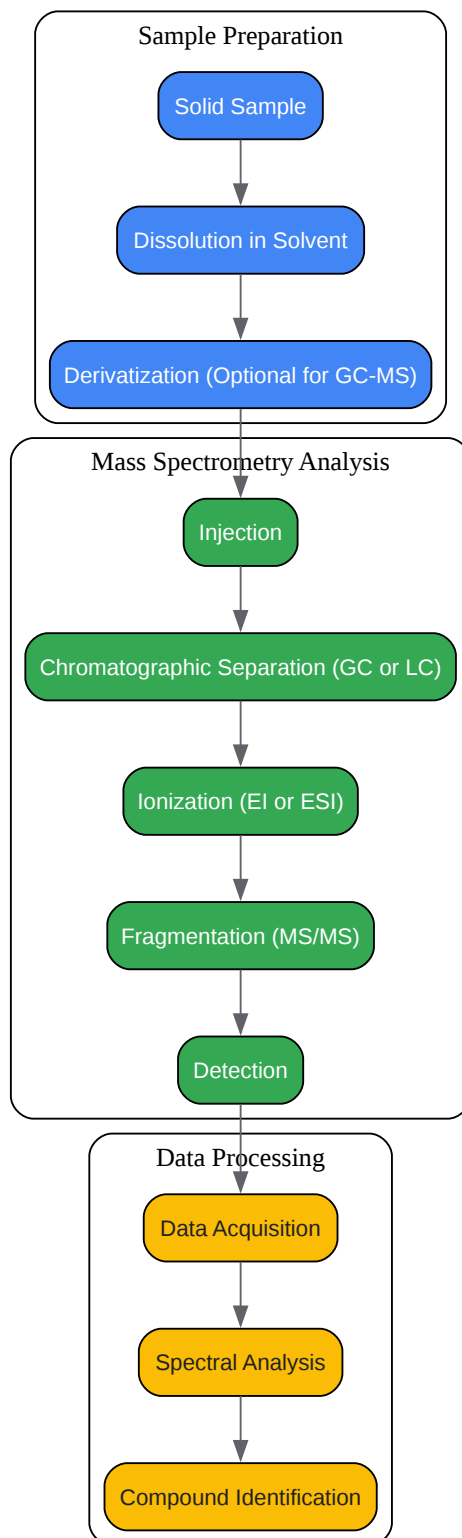 Sample Preparation
Solid Sample
Dissolution in Solvent
Derivatization (Optional for GC-MS)
Mass Spectrometry Analysis
Injection
Chromatographic Separation (GC or LC)
Ionization (EI or ESI)
Fragmentation (MS/MS)
Detection
Data Processing
Data Acquisition
Spectral Analysis
Compound Identification